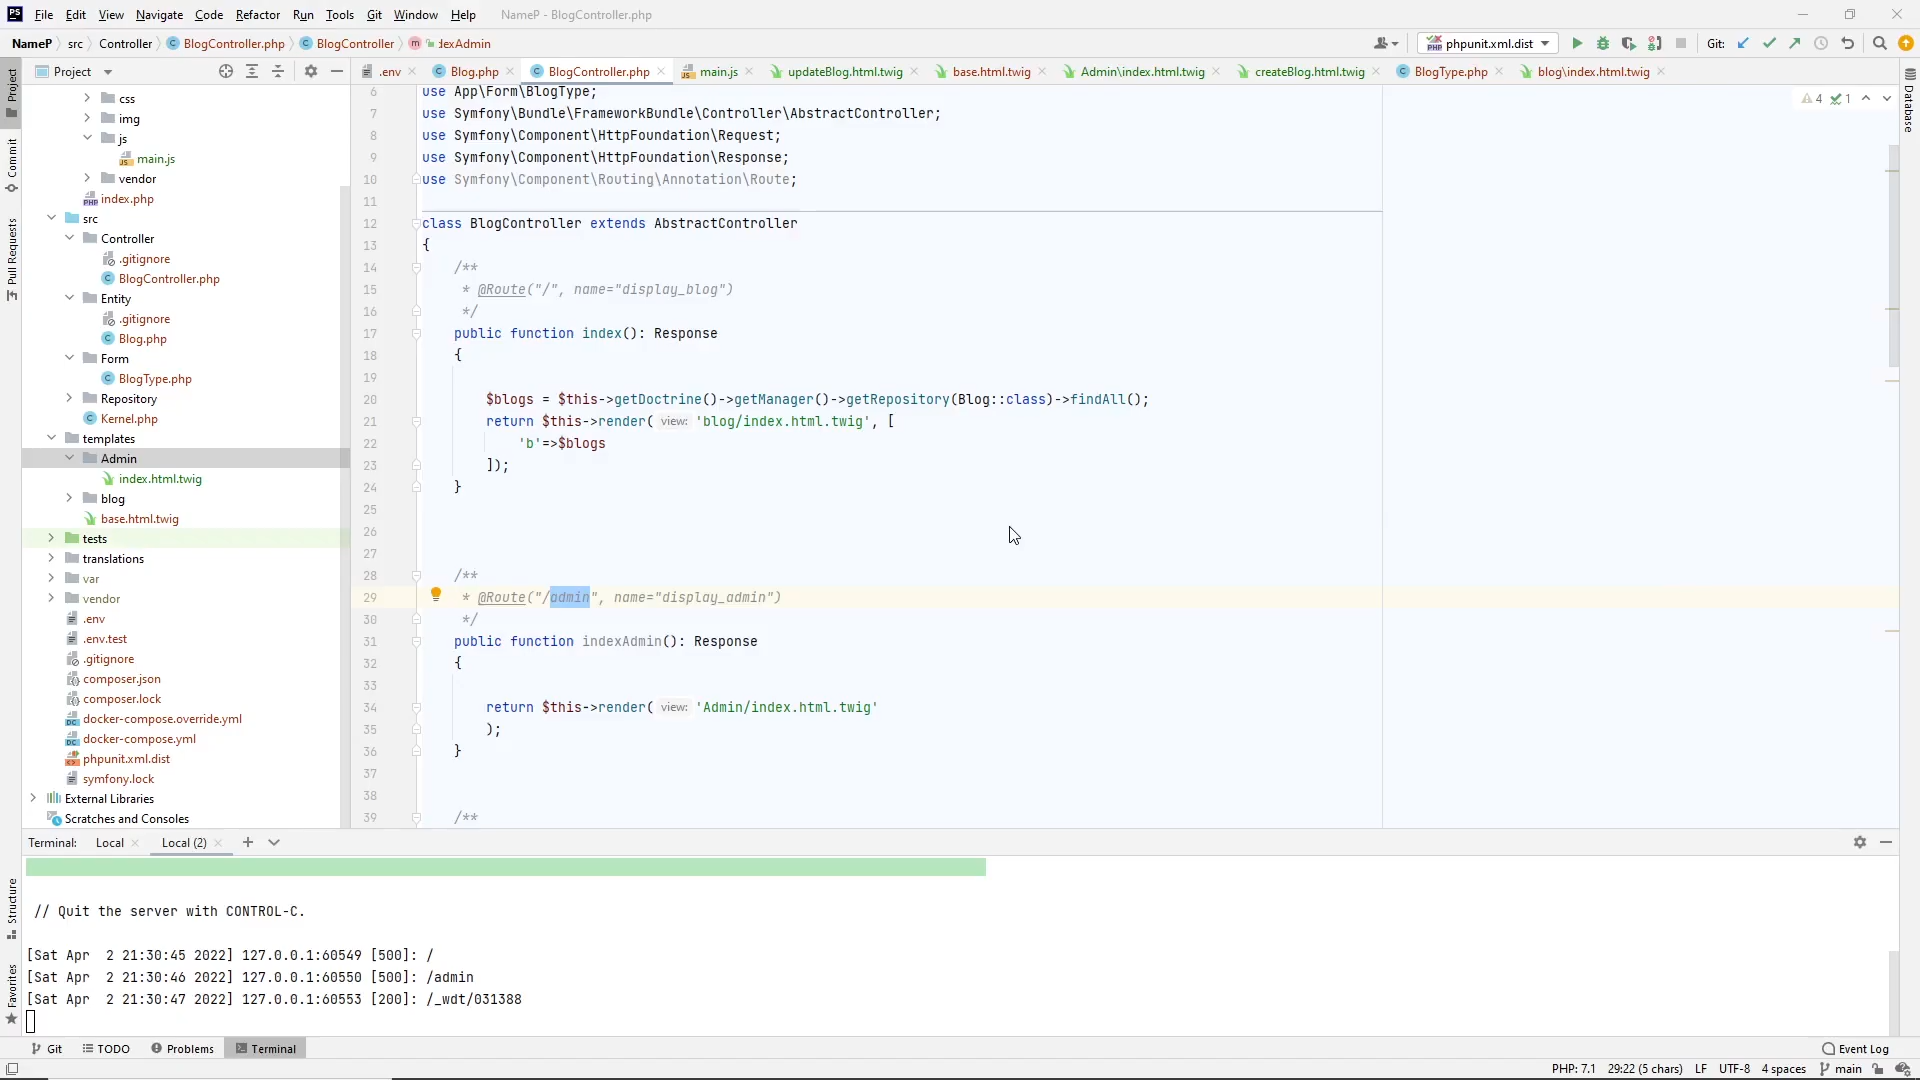 File Edit View Navigate Code Refactor Run Tools Git Window Help NameP - BlogController.php
NameP src Controller BlogController.php BlogController dexAdmin phpunit.xml.dist Git:
Project .env Blog.php BlogController.php main.js updateBlog.html.twig base.html.twig Admin\index.html.twig createBlog.html.twig BlogType.php blog\index.html.twig
Project
Commit
Pull Requests
Structure
Favorites
Database
css
img
js
main.js
vendor
index.php
src
Controller
.gitignore
BlogController.php
Entity
.gitignore
Blog.php
Form
BlogType.php
Repository
Kernel.php
templates
Admin
index.html.twig
blog
base.html.twig
tests
translations
var
vendor
.env
.env.test
.gitignore
composer.json
composer.lock
docker-compose.override.yml
docker-compose.yml
phpunit.xml.dist
symfony.lock
External Libraries
Scratches and Consoles
4 1
6 use App\Form\BlogType;
7 use Symfony\Bundle\FrameworkBundle\Controller\AbstractController;
8 use Symfony\Component\HttpFoundation\Request;
9 use Symfony\Component\HttpFoundation\Response;
10 use Symfony\Component\Routing\Annotation\Route;
11
12 class BlogController extends AbstractController
13 {
14 /**
15 * @Route("/", name="display_blog")
16 */
17 public function index(): Response
18 {
19
20 $blogs = $this->getDoctrine()->getManager()->getRepository(Blog::class)->findAll();
21 return $this->render( view: 'blog/index.html.twig', [
22 'b'=>$blogs
23 ]);
24 }
25
26
27
28 /**
29 * @Route("/admin", name="display_admin")
30 */
31 public function indexAdmin(): Response
32 {
33
34 return $this->render( view: 'Admin/index.html.twig'
35 );
36 }
37
38
39 /**
Terminal: Local Local (2)
// Quit the server with CONTROL-C.
[Sat Apr  2 21:30:45 2022] 127.0.0.1:60549 [500]: /
[Sat Apr  2 21:30:46 2022] 127.0.0.1:60550 [500]: /admin
[Sat Apr  2 21:30:47 2022] 127.0.0.1:60553 [200]: /_wdt/031388
Git TODO Problems Terminal Event Log
PHP: 7.1 29:22 (5 chars) LF UTF-8 4 spaces main